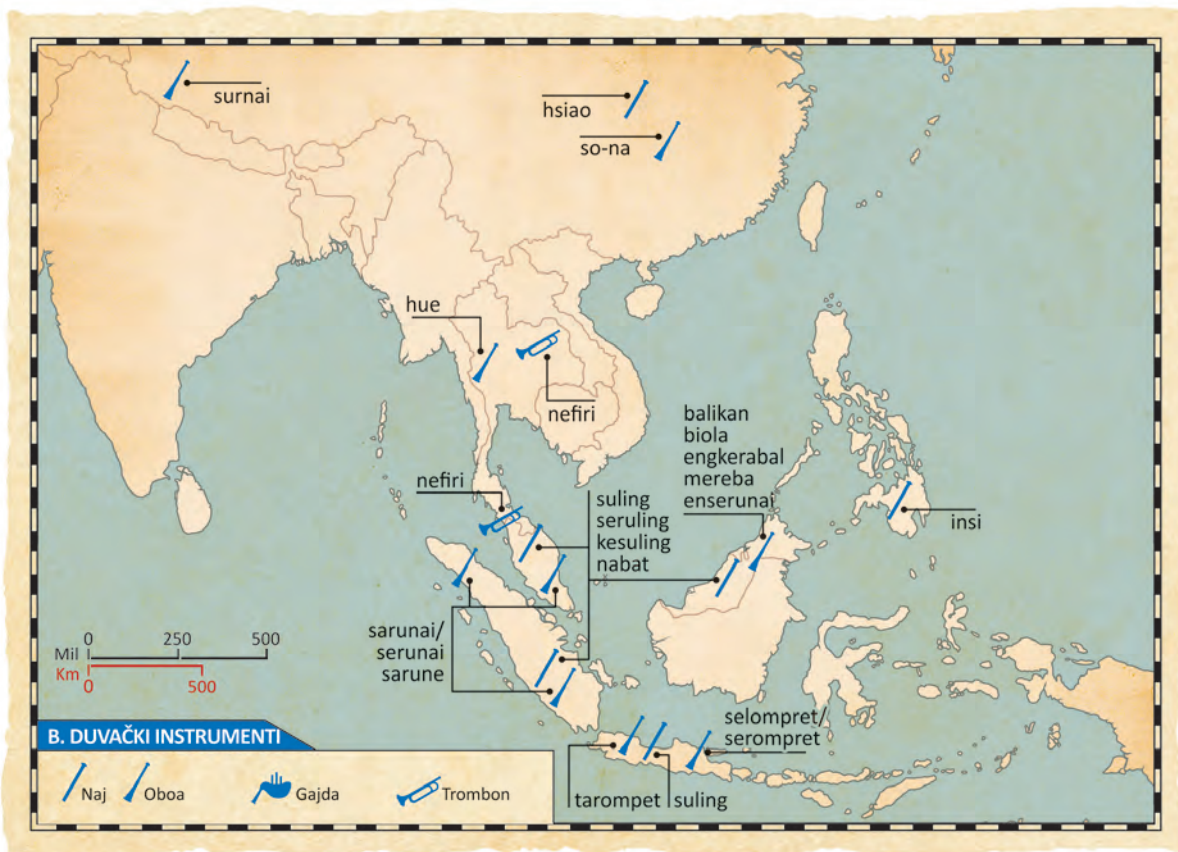 surnai
hsiao
so-na
hue
nefiri
balikan
biola
engkerabal
mereba
enserunai
nefiri
suling
seruling
kesuling
nabat
insi
sarunai/
serunai
sarune
0 250 500
Mil
Km
0 500
selompret/
serompret
tarompet
suling
B. DUVAČKI INSTRUMENTI
Naj
Oboa
Gajda
Trombon